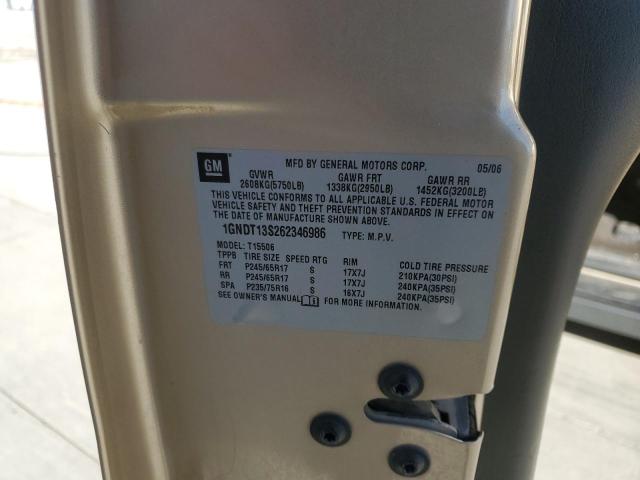 GM
MFD BY GENERAL MOTORS CORP. 05/06
GVWR GAWR FRT GAWR RR
2608KG(5750LB) 1338KG(2950LB) 1452KG(3200LB)
THIS VEHICLE CONFORMS TO ALL APPLICABLE U.S. FEDERAL MOTOR
VEHICLE SAFETY AND THEFT PREVENTION STANDARDS IN EFFECT ON
THE DATE OF MANUFACTURE SHOWN ABOVE.
1GNDT13S262346986 TYPE: M.P.V.
MODEL: T15506
TPPB TIRE SIZE SPEED RTG RIM COLD TIRE PRESSURE
FRT P245/65R17 S 17X7J 210KPA(30PSI)
RR P245/65R17 S 17X7J 240KPA(35PSI)
SPA P235/75R16 S 16X7J 240KPA(35PSI)
SEE OWNER'S MANUAL FOR MORE INFORMATION.